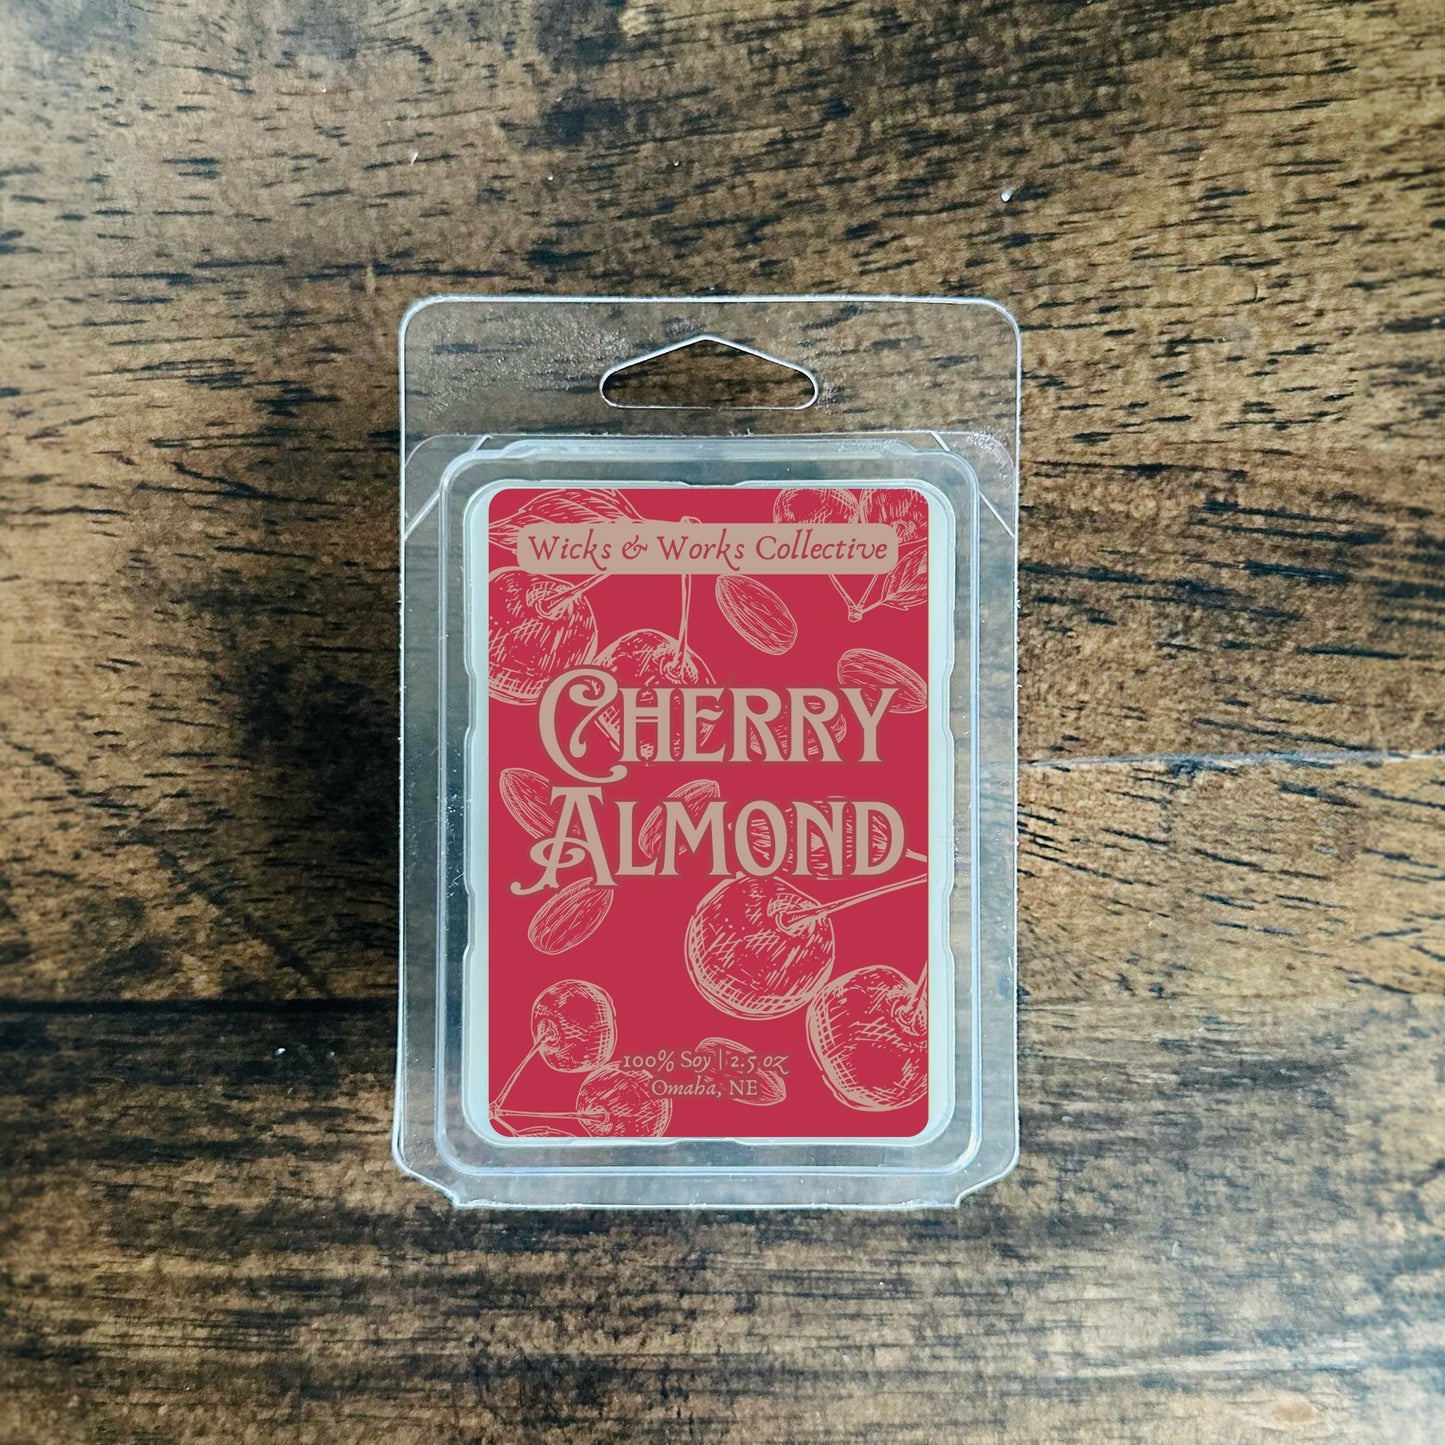 Wicks & Works Collective
Cherry
Almond
100% Soy | 2.5 oz
Omaha, NE